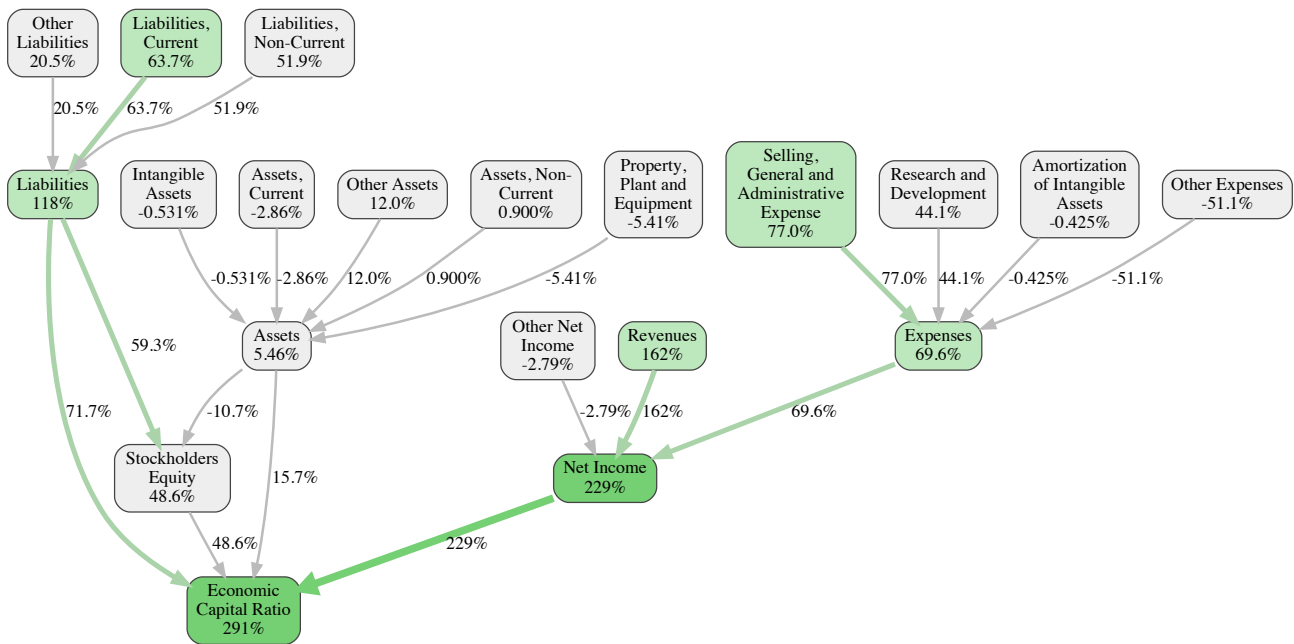 Other
Liabilities
20.5%
Liabilities,
Current
63.7%
Liabilities,
Non-Current
51.9%
20.5%
63.7%
51.9%
Liabilities
118%
Intangible
Assets
-0.531%
Assets,
Current
-2.86%
Other Assets
12.0%
Assets, Non-
Current
0.900%
Property,
Plant and
Equipment
-5.41%
Selling,
General and
Administrative
Expense
77.0%
Research and
Development
44.1%
Amortization
of Intangible
Assets
-0.425%
Other Expenses
-51.1%
-0.531%
-2.86%
12.0%
0.900%
-5.41%
77.0%
44.1%
-0.425%
-51.1%
59.3%
Assets
5.46%
Other Net
Income
-2.79%
Revenues
162%
Expenses
69.6%
71.7%
-10.7%
-2.79%
162%
69.6%
Stockholders
Equity
48.6%
15.7%
Net Income
229%
48.6%
229%
Economic
Capital Ratio
291%